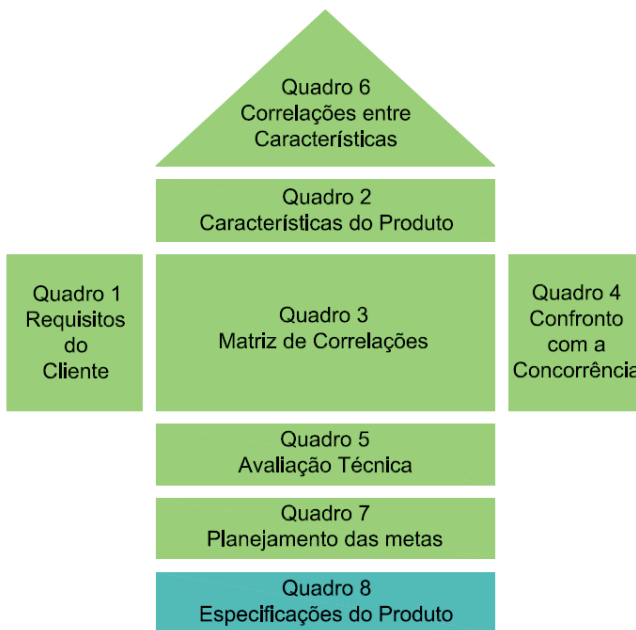 Quadro 6
Correlações entre
Características
Quadro 2
Características do Produto
Quadro 1
Requisitos
do
Cliente
Quadro 3
Matriz de Correlações
Quadro 4
Confronto
com a
Concorrência
Quadro 5
Avaliação Técnica
Quadro 7
Planejamento das metas
Quadro 8
Especificações do Produto